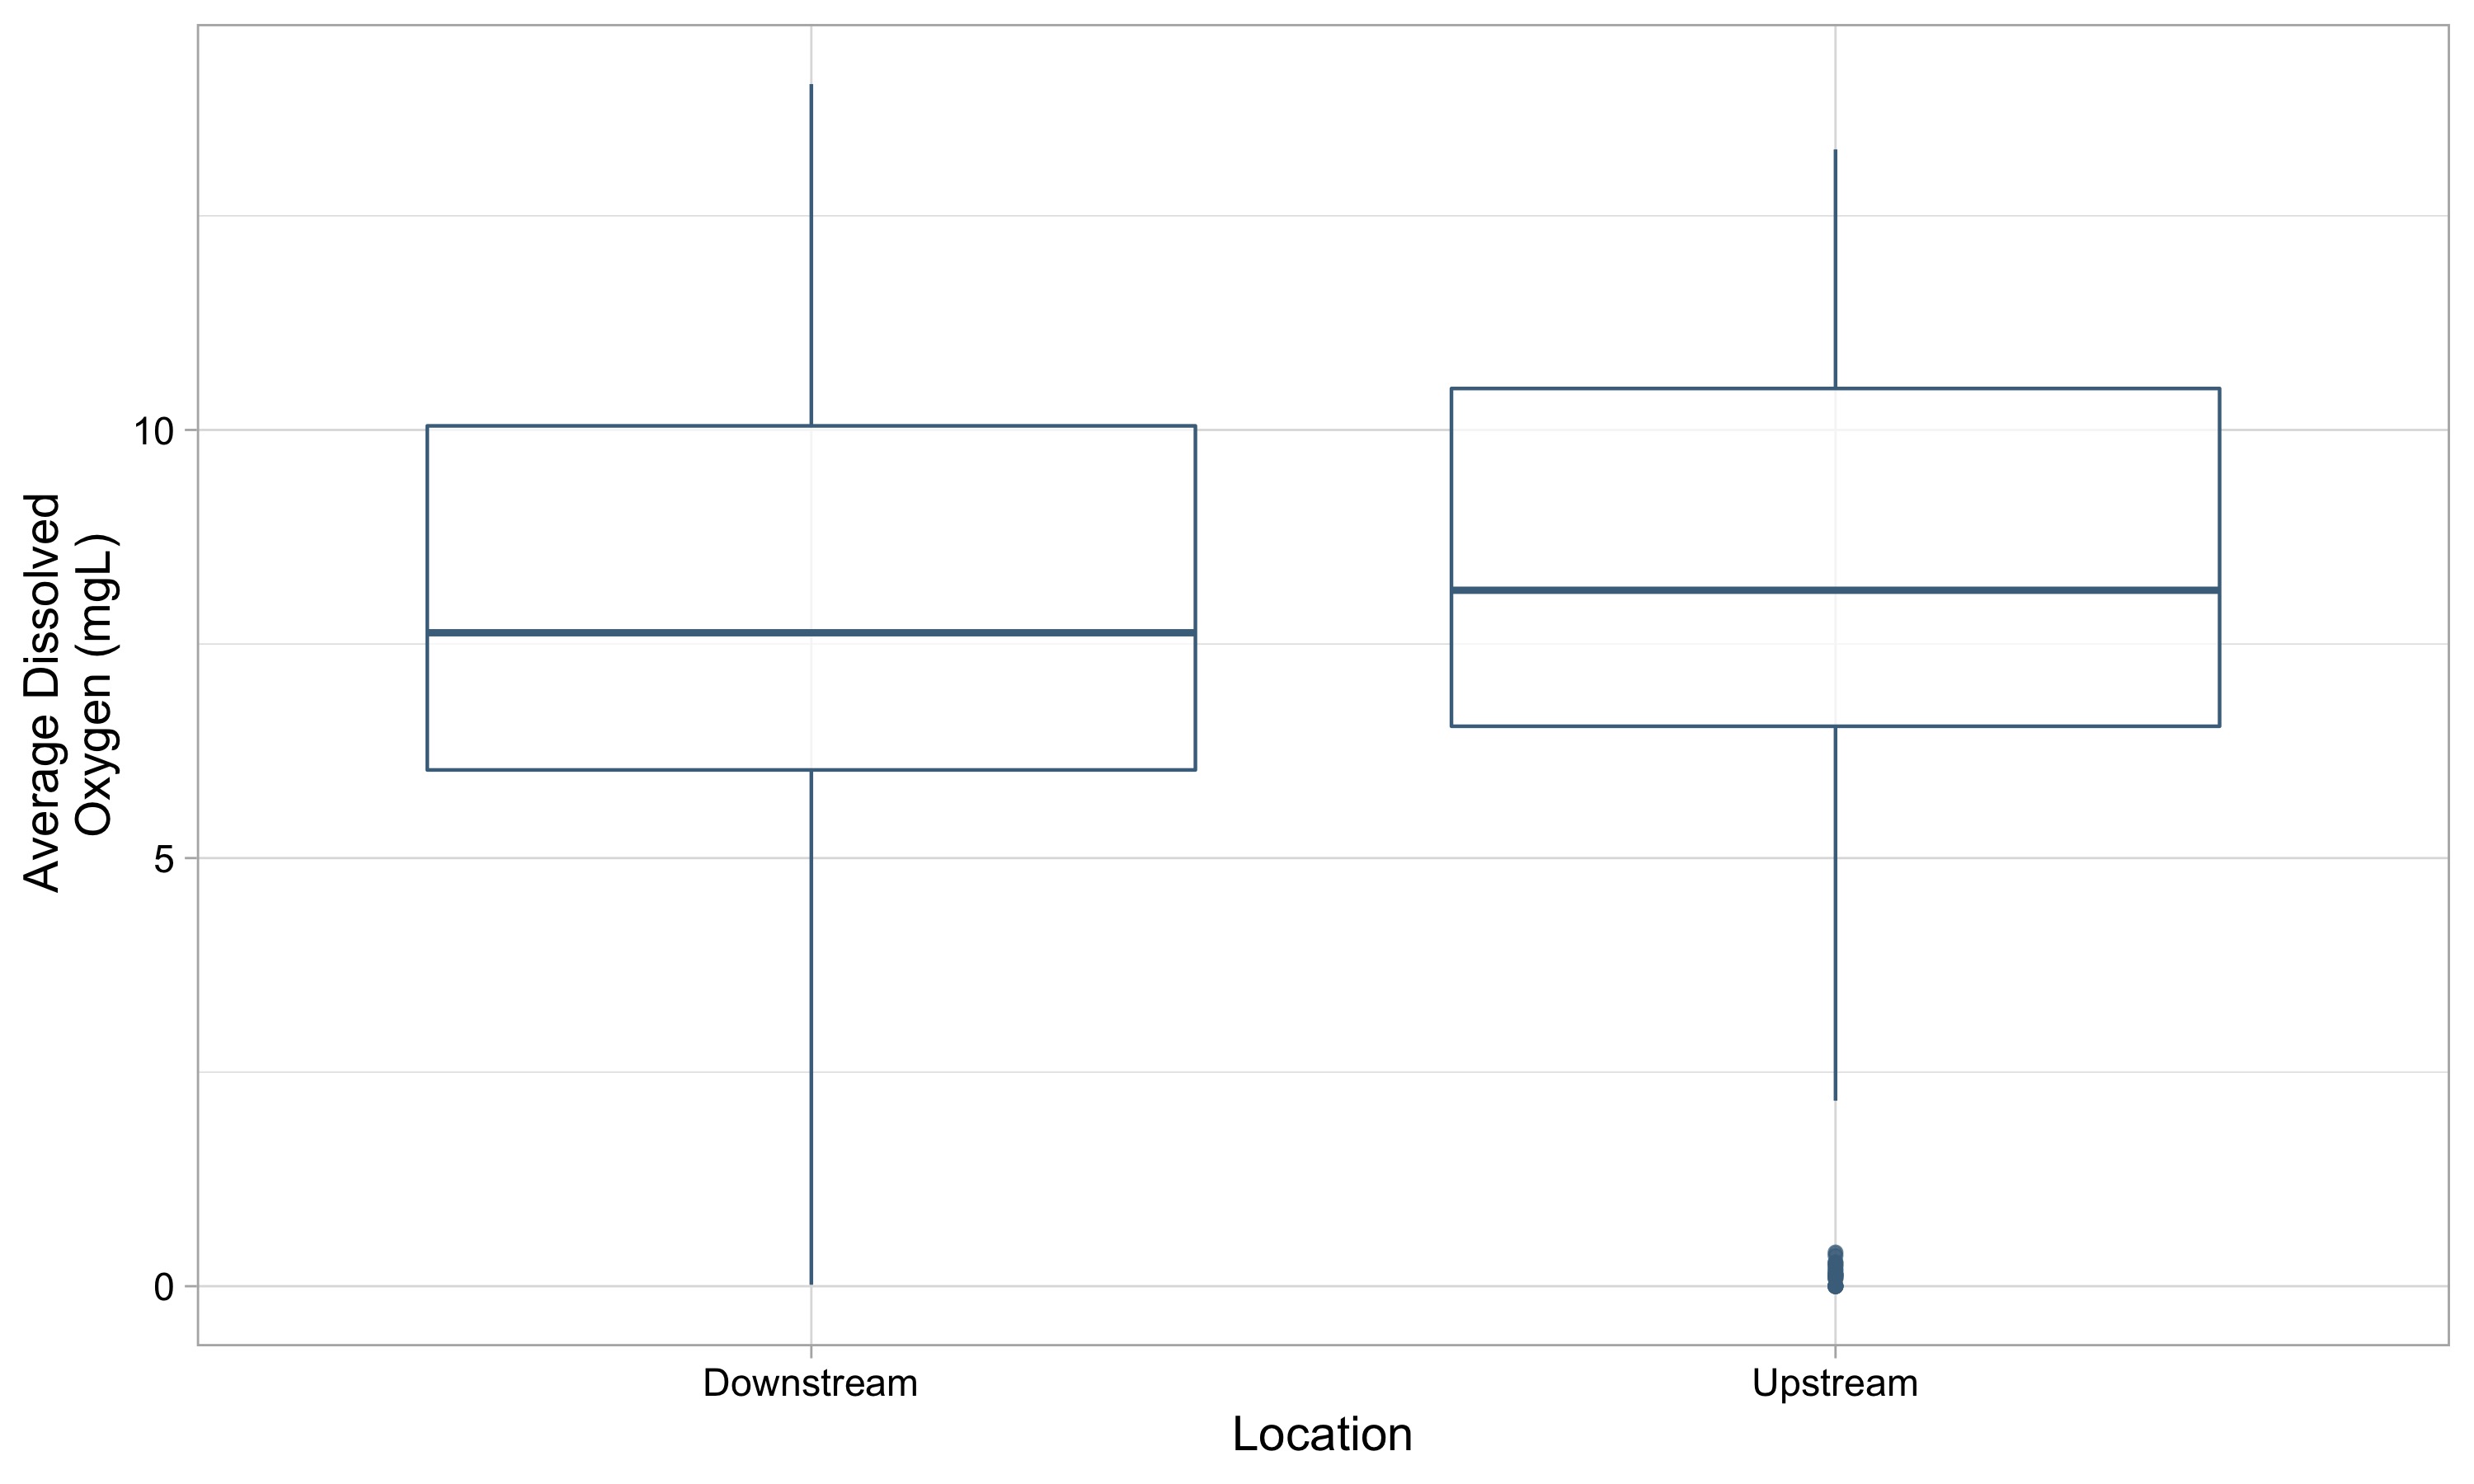 Average Dissolved
Oxygen (mgL)
10
5
0
Downstream
Upstream
Location